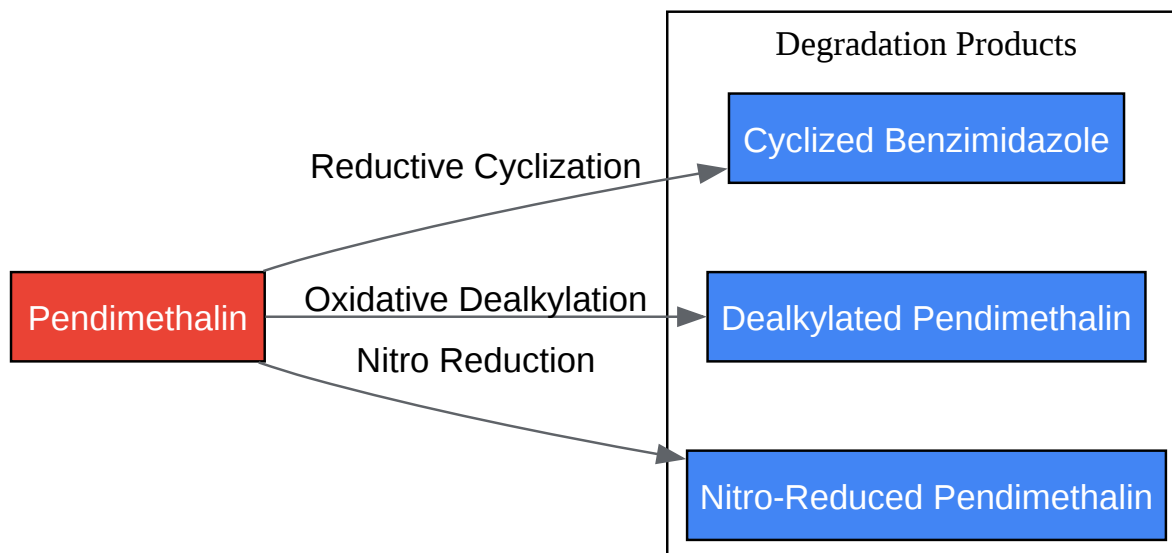 Degradation Products
Cyclized Benzimidazole
Reductive Cyclization
Pendimethalin
Oxidative Dealkylation
Dealkylated Pendimethalin
Nitro Reduction
Nitro-Reduced Pendimethalin